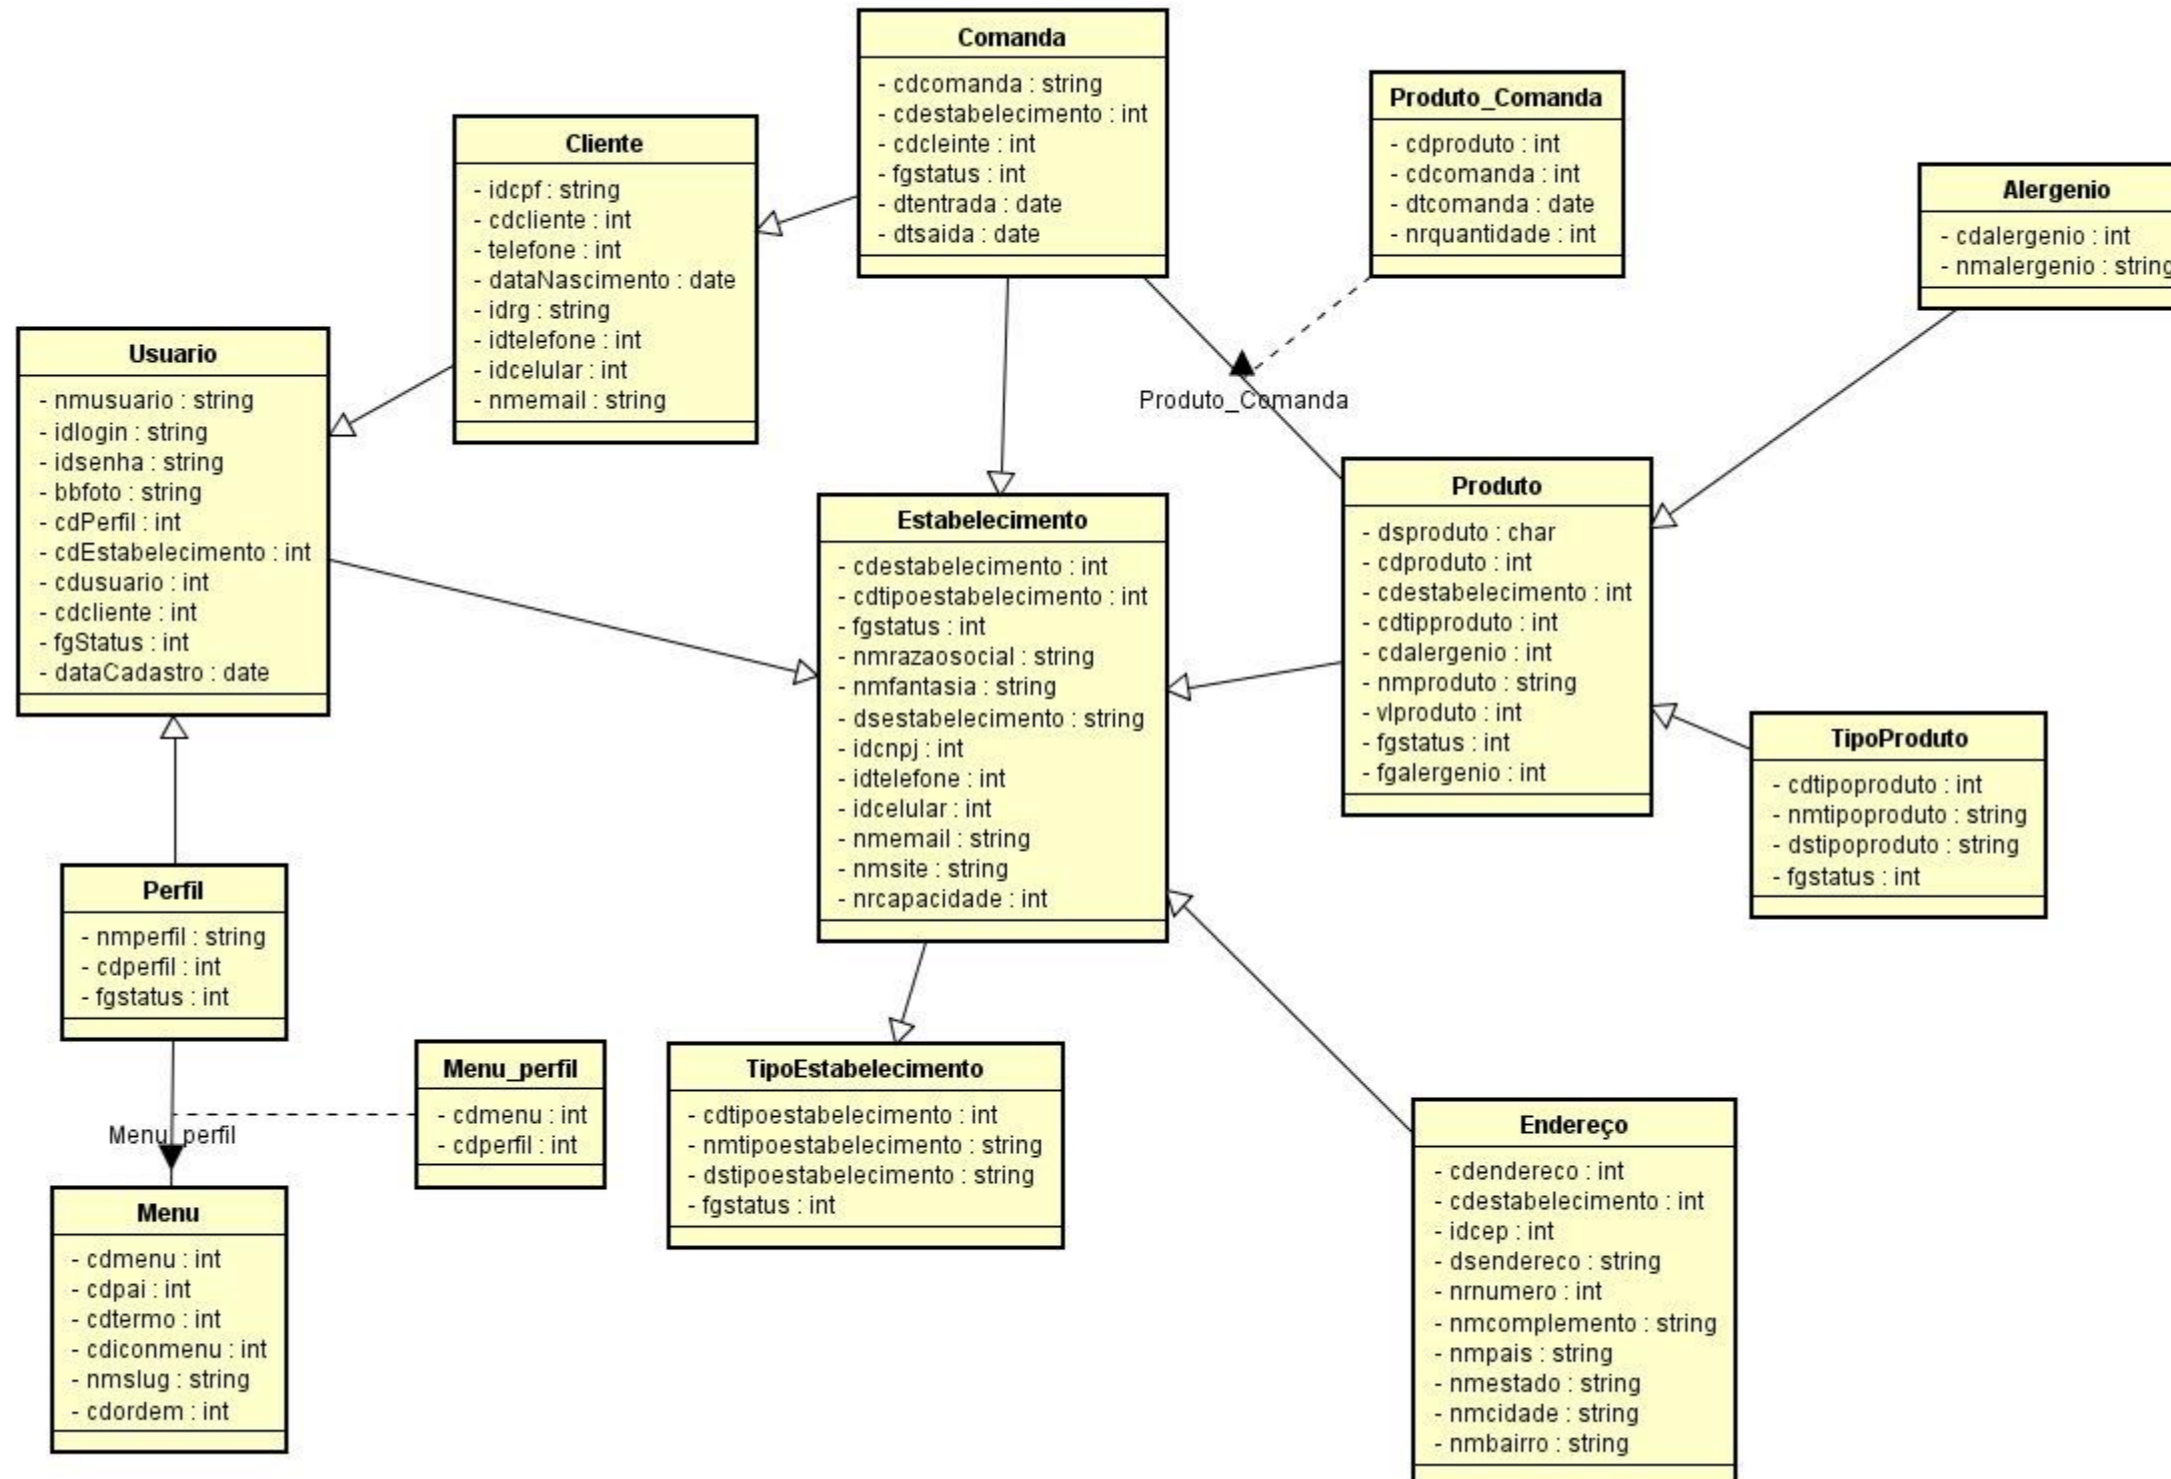 Comanda
- cdcomanda : string
- cdestabelecimento : int
- cdcleinte : int
- fgstatus : int
- dtentrada : date
- dtsaida : date
Produto_Comanda
- cdproduto : int
- cdcomanda : int
- dtcomanda : date
- nrquantidade : int
Cliente
- idcpf : string
- cdcliente : int
- telefone : int
- dataNascimento : date
- idrg : string
- idtelefone : int
- idcelular : int
- nmemail : string
Alergenio
- cdalergenio : int
- nmalergenio : string
Usuario
- nmusuario : string
- idlogin : string
- idsenha : string
- bbfoto : string
- cdPerfil : int
- cdEstabelecimento : int
- cdusuario : int
- cdcliente : int
- fgStatus : int
- dataCadastro : date
Produto_Comanda
Estabelecimento
- cdestabelecimento : int
- cdtipoestabelecimento : int
- fgstatus : int
- nmrazaosocial : string
- nmfantasia : string
- dsestabelecimento : string
- idcnpj : int
- idtelefone : int
- idcelular : int
- nmemail : string
- nmsite : string
- nrcapacidade : int
Produto
- dsproduto : char
- cdproduto : int
- cdestabelecimento : int
- cdtipproduto : int
- cdalergenio : int
- nmproduto : string
- vlproduto : int
- fgstatus : int
- fgalergenio : int
TipoProduto
- cdtipoproduto : int
- nmtipoproduto : string
- dstipoproduto : string
- fgstatus : int
Perfil
- nmperfil : string
- cdperfil : int
- fgstatus : int
Menu_perfil
- cdmenu : int
- cdperfil : int
Menu_perfil
TipoEstabelecimento
- cdtipoestabelecimento : int
- nmtipoestabelecimento : string
- dstipoestabelecimento : string
- fgstatus : int
Menu
- cdmenu : int
- cdpai : int
- cdtermo : int
- cdiconmenu : int
- nmslug : string
- cdordem : int
Endereço
- cdendereco : int
- cdestabelecimento : int
- idcep : int
- dsendereco : string
- nrnumero : int
- nmcomplemento : string
- nmpais : string
- nmestado : string
- nmcidade : string
- nmbairro : string